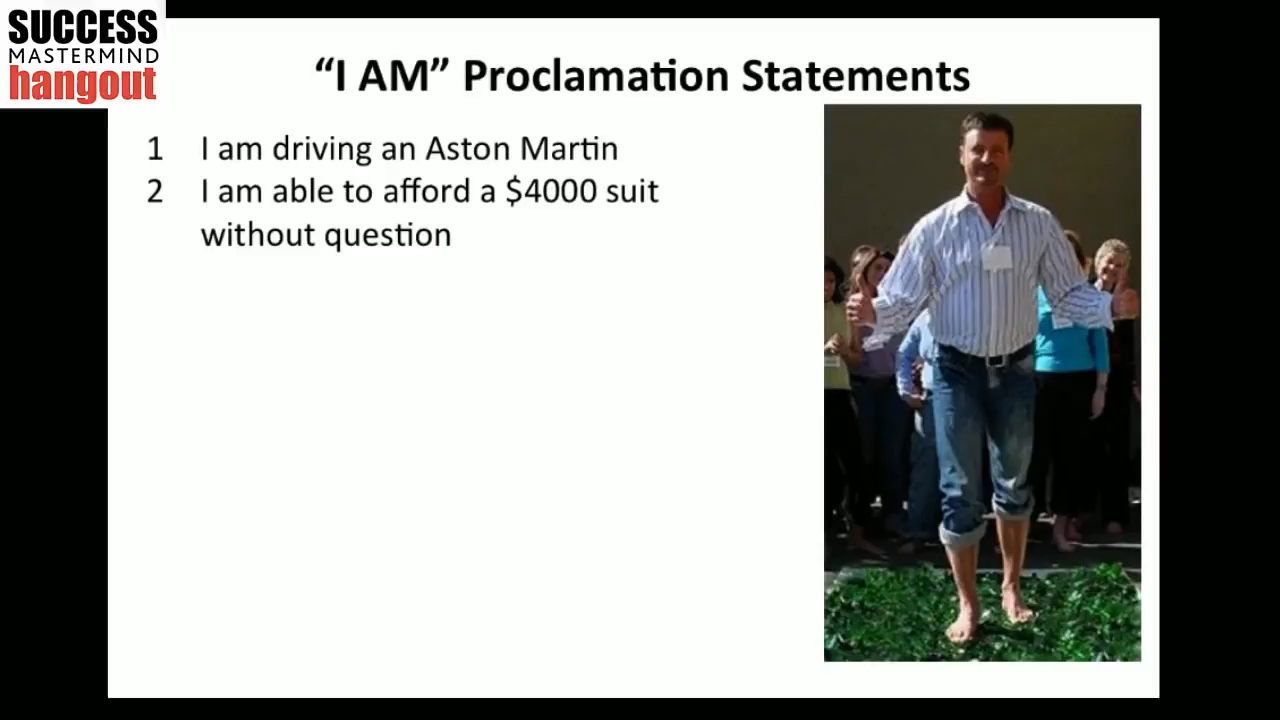 SUCCESS
MASTERMIND
hangout
“I AM” Proclamation Statements
1 I am driving an Aston Martin
2 I am able to afford a $4000 suit
without question